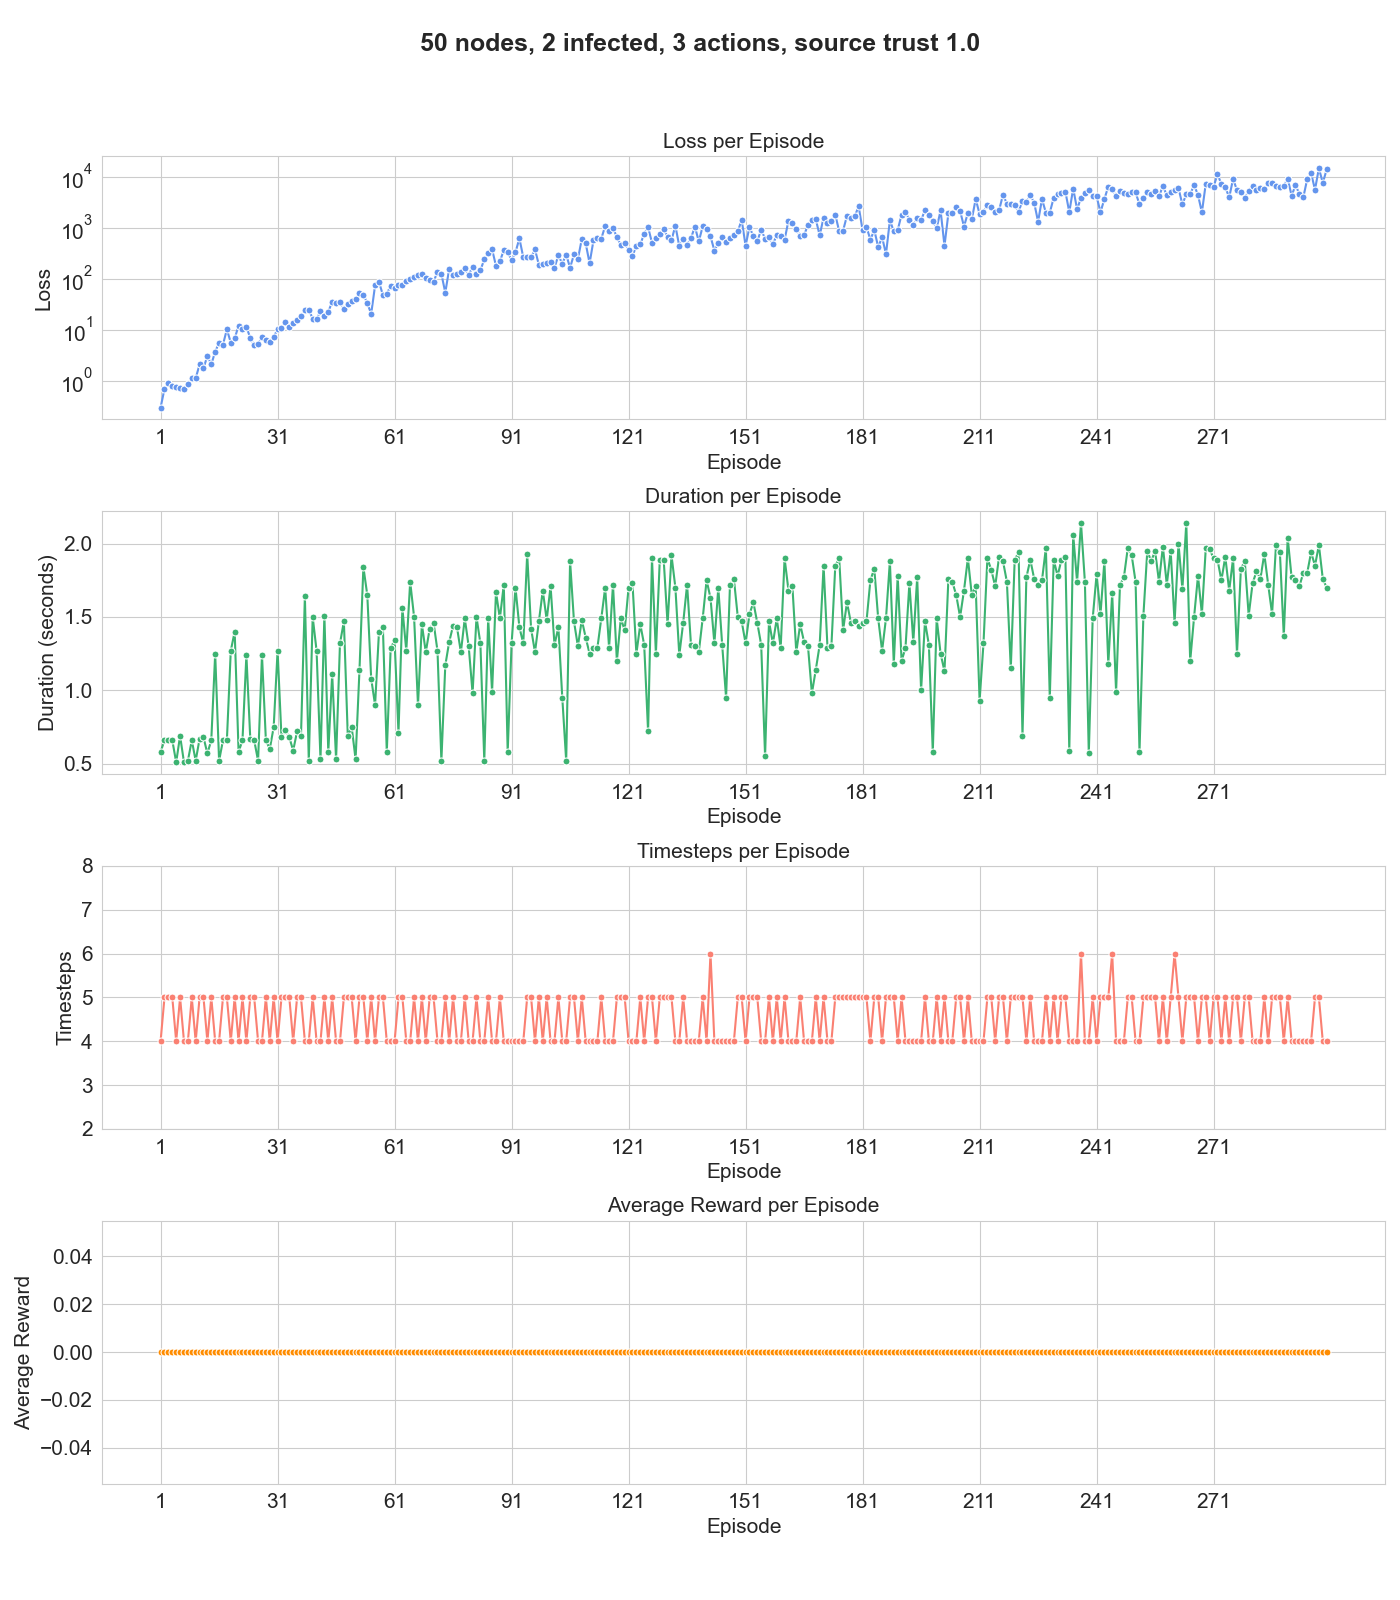 50 nodes, 2 infected, 3 actions, source trust 1.0
Loss per Episode
Loss
10^4
10^3
10^2
10^1
10^0
1 31 61 91 121 151 181 211 241 271
Episode
Duration per Episode
Duration (seconds)
2.0
1.5
1.0
0.5
1 31 61 91 121 151 181 211 241 271
Episode
Timesteps per Episode
Timesteps
8
7
6
5
4
3
2
1 31 61 91 121 151 181 211 241 271
Episode
Average Reward per Episode
Average Reward
0.04
0.02
0.00
−0.02
−0.04
1 31 61 91 121 151 181 211 241 271
Episode